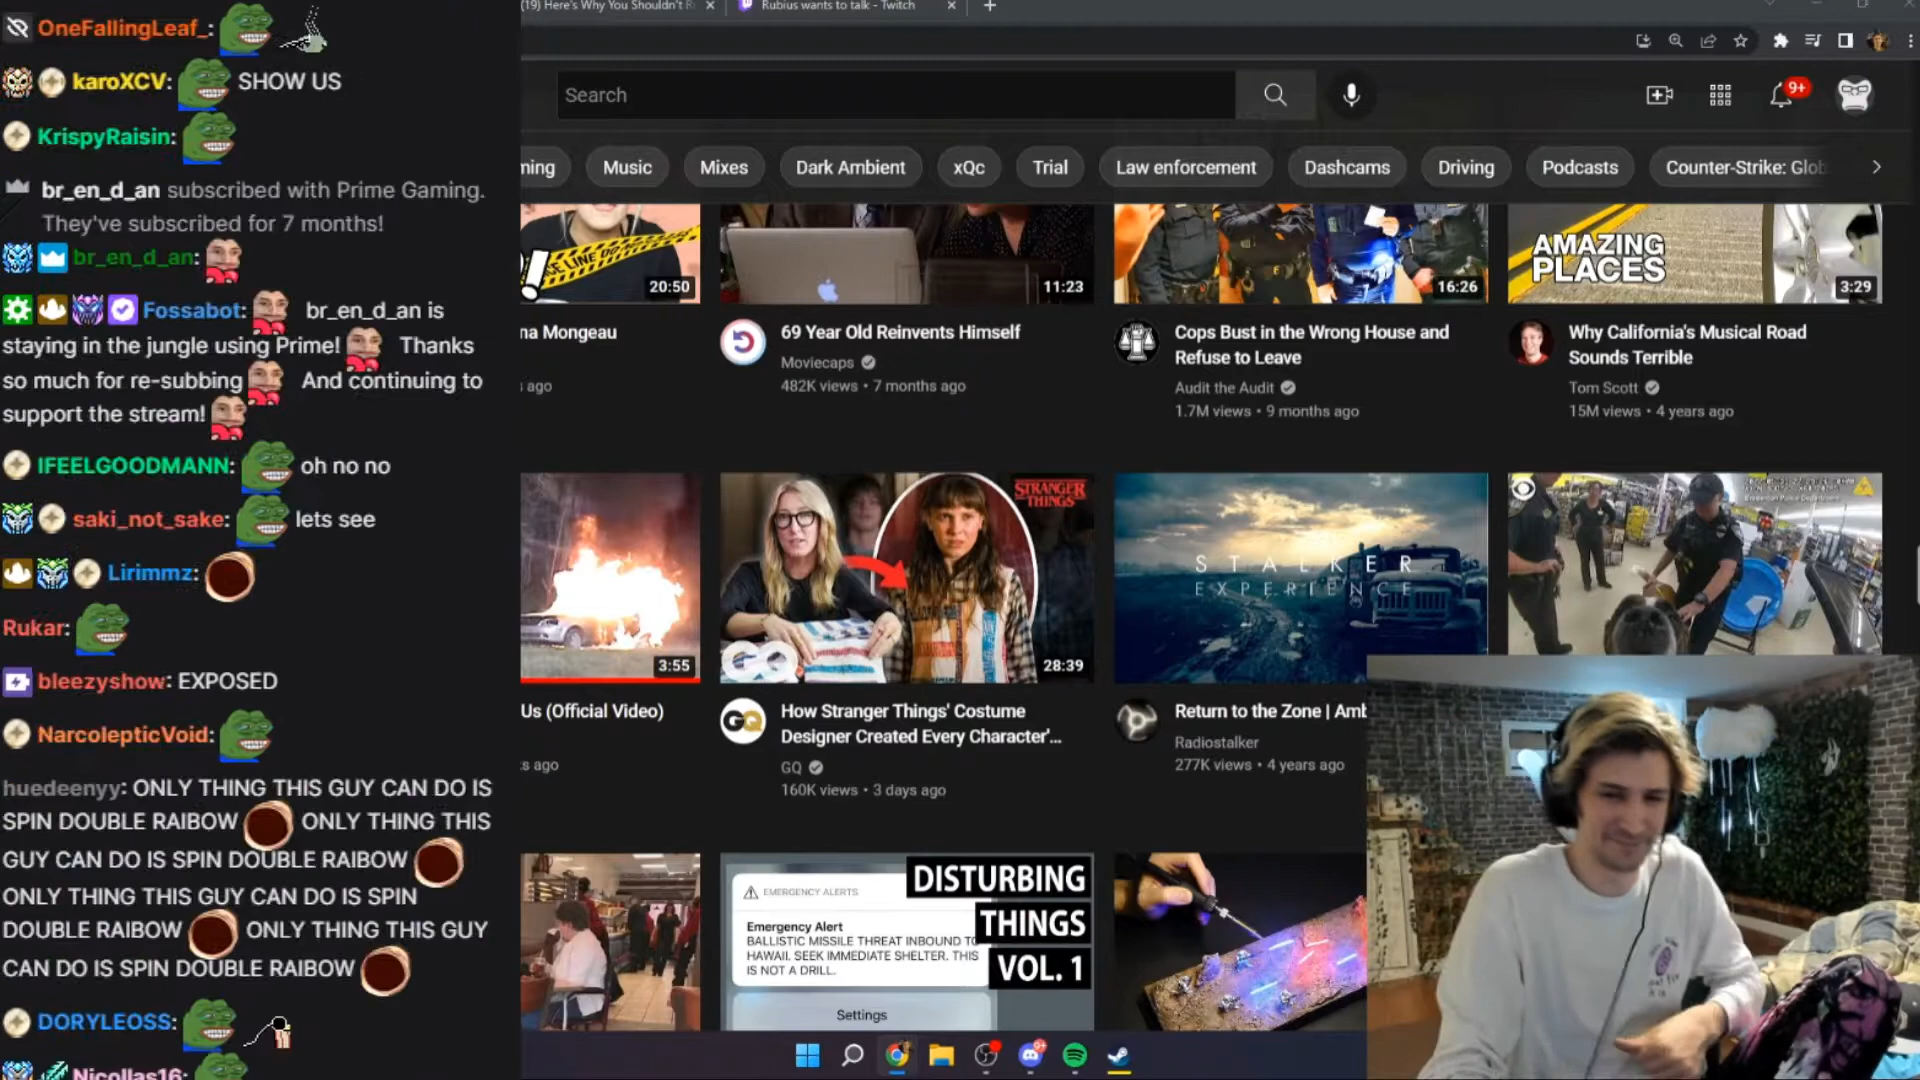 OneFallingLeaf_:
karoXCV: SHOW US
KrispyRaisin:
br_en_d_an subscribed with Prime Gaming.
They've subscribed for 7 months!
br_en_d_an:
Fossabot: br_en_d_an is
staying in the jungle using Prime! Thanks
so much for re-subbing And continuing to
support the stream!
IFEELGOODMANN: oh no no
saki_not_sake: lets see
Lirimmz:
Rukar:
bleezyshow: EXPOSED
NarcolepticVoid:
huedeenyy: ONLY THING THIS GUY CAN DO IS
SPIN DOUBLE RAIBOW ONLY THING THIS
GUY CAN DO IS SPIN DOUBLE RAIBOW
ONLY THING THIS GUY CAN DO IS SPIN
DOUBLE RAIBOW ONLY THING THIS GUY
CAN DO IS SPIN DOUBLE RAIBOW
DORYLEOSS:
Nicollas16:
(19) Here's Why You Shouldn't R
Rubius wants to talk - Twitch
Search
9+
ming
Music
Mixes
Dark Ambient
xQc
Trial
Law enforcement
Dashcams
Driving
Podcasts
Counter-Strike: Glob
20:50
11:23
16:26
AMAZING
PLACES
3:29
na Mongeau
s ago
69 Year Old Reinvents Himself
Moviecaps
482K views • 7 months ago
Cops Bust in the Wrong House and
Refuse to Leave
Audit the Audit
1.7M views • 9 months ago
Why California's Musical Road
Sounds Terrible
Tom Scott
15M views • 4 years ago
3:55
STRANGER
THINGS
GQ
28:39
STALKER
EXPERIENCE
Us (Official Video)
s ago
GQ
How Stranger Things' Costume
Designer Created Every Character'...
GQ
160K views • 3 days ago
Return to the Zone | Amb
Radiostalker
277K views • 4 years ago
EMERGENCY ALERTS
Emergency Alert
BALLISTIC MISSILE THREAT INBOUND TO
HAWAII. SEEK IMMEDIATE SHELTER. THIS
IS NOT A DRILL.
Settings
DISTURBING
THINGS
VOL. 1
9+